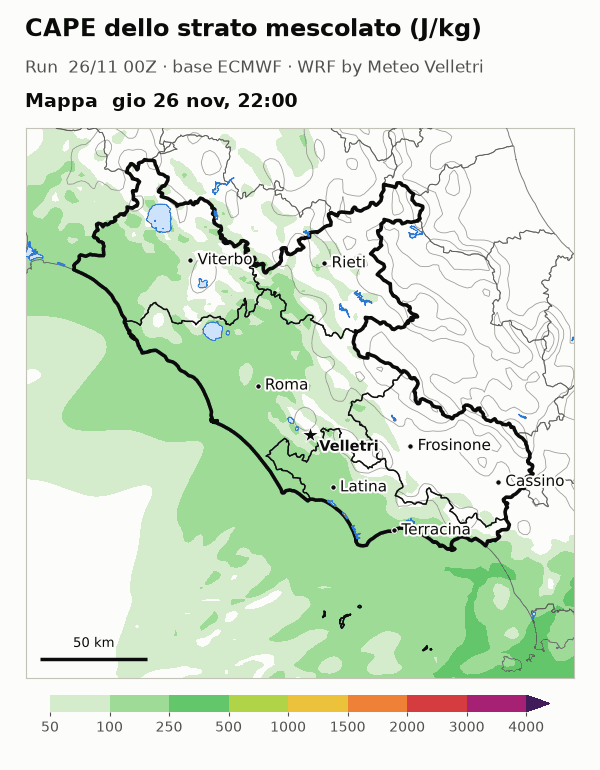 CAPE dello strato mescolato (J/kg)
Run  26/11 00Z · base ECMWF · WRF by Meteo Velletri
Mappa  gio 26 nov, 22:00
Viterbo
Rieti
Roma
Velletri
Frosinone
Latina
Cassino
Terracina
50 km
50 100 250 500 1000 1500 2000 3000 4000